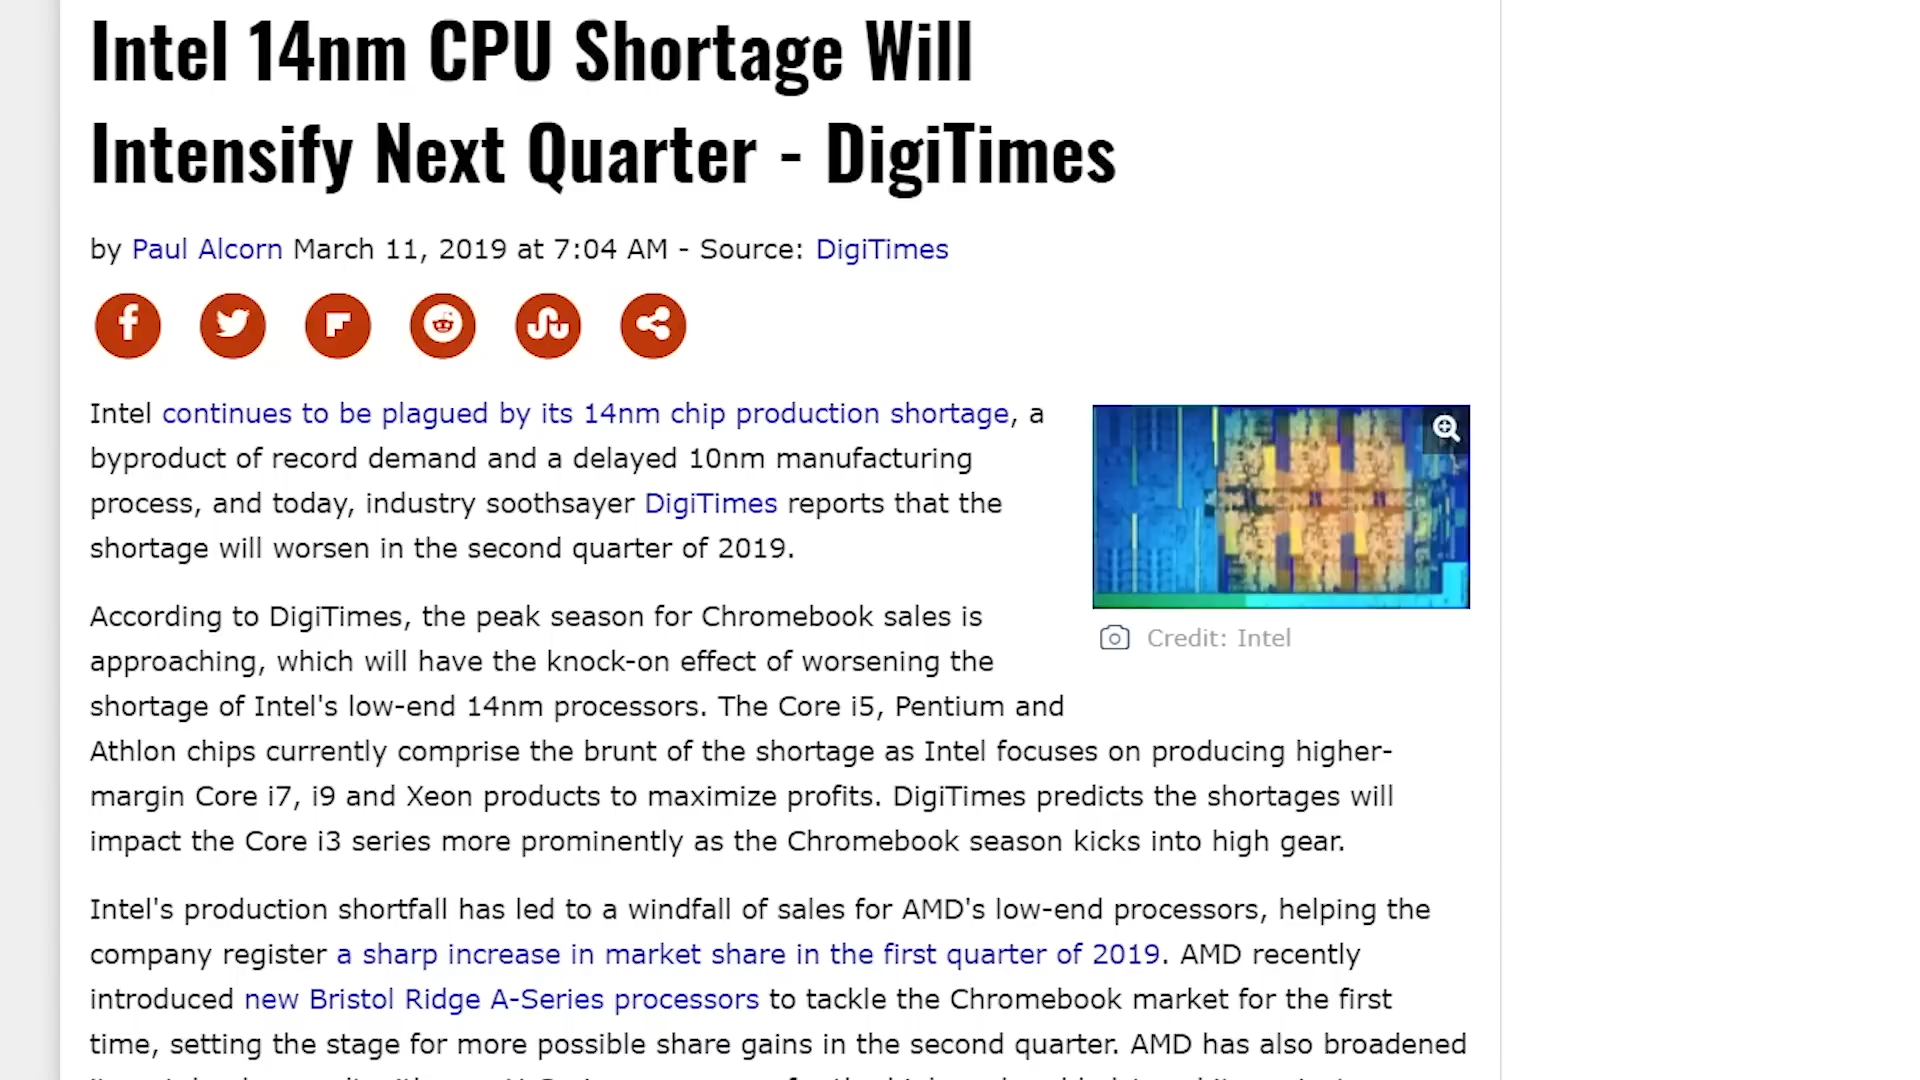 Intel 14nm CPU Shortage Will
Intensify Next Quarter - DigiTimes
by Paul Alcorn March 11, 2019 at 7:04 AM - Source: DigiTimes
Intel continues to be plagued by its 14nm chip production shortage, a
byproduct of record demand and a delayed 10nm manufacturing
process, and today, industry soothsayer DigiTimes reports that the
shortage will worsen in the second quarter of 2019.
Credit: Intel
According to DigiTimes, the peak season for Chromebook sales is
approaching, which will have the knock-on effect of worsening the
shortage of Intel's low-end 14nm processors. The Core i5, Pentium and
Athlon chips currently comprise the brunt of the shortage as Intel focuses on producing higher-
margin Core i7, i9 and Xeon products to maximize profits. DigiTimes predicts the shortages will
impact the Core i3 series more prominently as the Chromebook season kicks into high gear.
Intel's production shortfall has led to a windfall of sales for AMD's low-end processors, helping the
company register a sharp increase in market share in the first quarter of 2019. AMD recently
introduced new Bristol Ridge A-Series processors to tackle the Chromebook market for the first
time, setting the stage for more possible share gains in the second quarter. AMD has also broadened